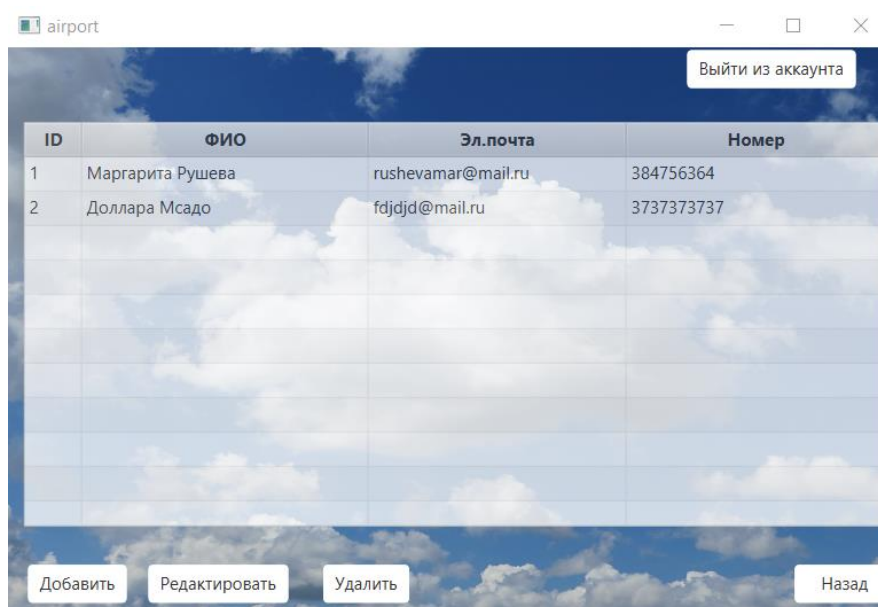 airport
Выйти из аккаунта
ID ФИО Эл.почта Номер
1 Маргарита Рушева rushevamar@mail.ru 384756364
2 Доллара Мсадо fdjdjd@mail.ru 3737373737
Добавить Редактировать Удалить Назад